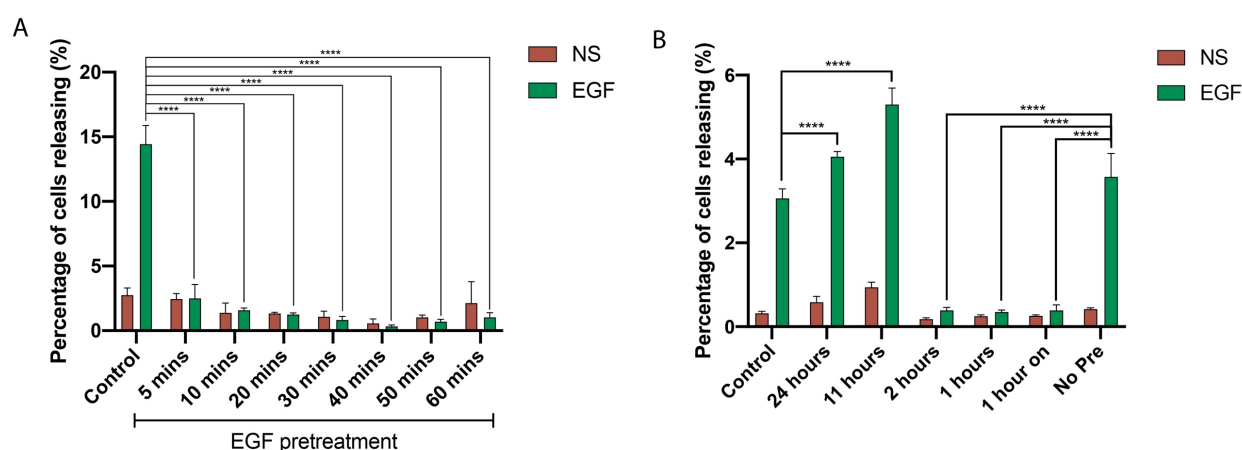 A
Percentage of cells releasing (%)
20
15
10
5
0
****
****
****
****
****
****
****
NS
EGF
Control
5 mins
10 mins
20 mins
30 mins
40 mins
50 mins
60 mins
EGF pretreatment
B
Percentage of cells releasing (%)
6
4
2
0
****
****
****
****
****
NS
EGF
Control
24 hours
11 hours
2 hours
1 hours
1 hour on
No Pre